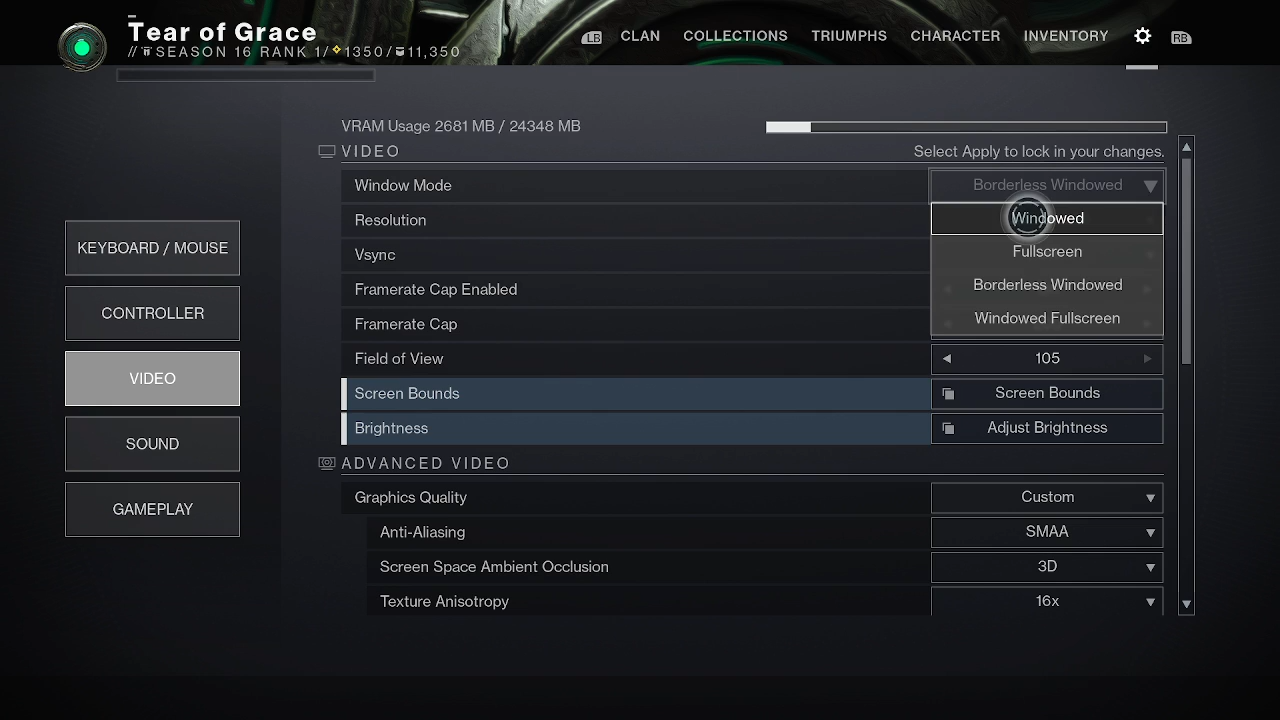 Tear of Grace
// SEASON 16 RANK 1/ 1350/ 11,350
LB CLAN COLLECTIONS TRIUMPHS CHARACTER INVENTORY RB
VRAM Usage 2681 MB / 24348 MB
VIDEO Select Apply to lock in your changes.
Window Mode Borderless Windowed
Windowed
Resolution
Fullscreen
Vsync
Borderless Windowed
Framerate Cap Enabled
Windowed Fullscreen
Framerate Cap
Field of View 105
Screen Bounds Screen Bounds
Brightness Adjust Brightness
ADVANCED VIDEO
Graphics Quality Custom
Anti-Aliasing SMAA
Screen Space Ambient Occlusion 3D
Texture Anisotropy 16x
KEYBOARD / MOUSE
CONTROLLER
VIDEO
SOUND
GAMEPLAY